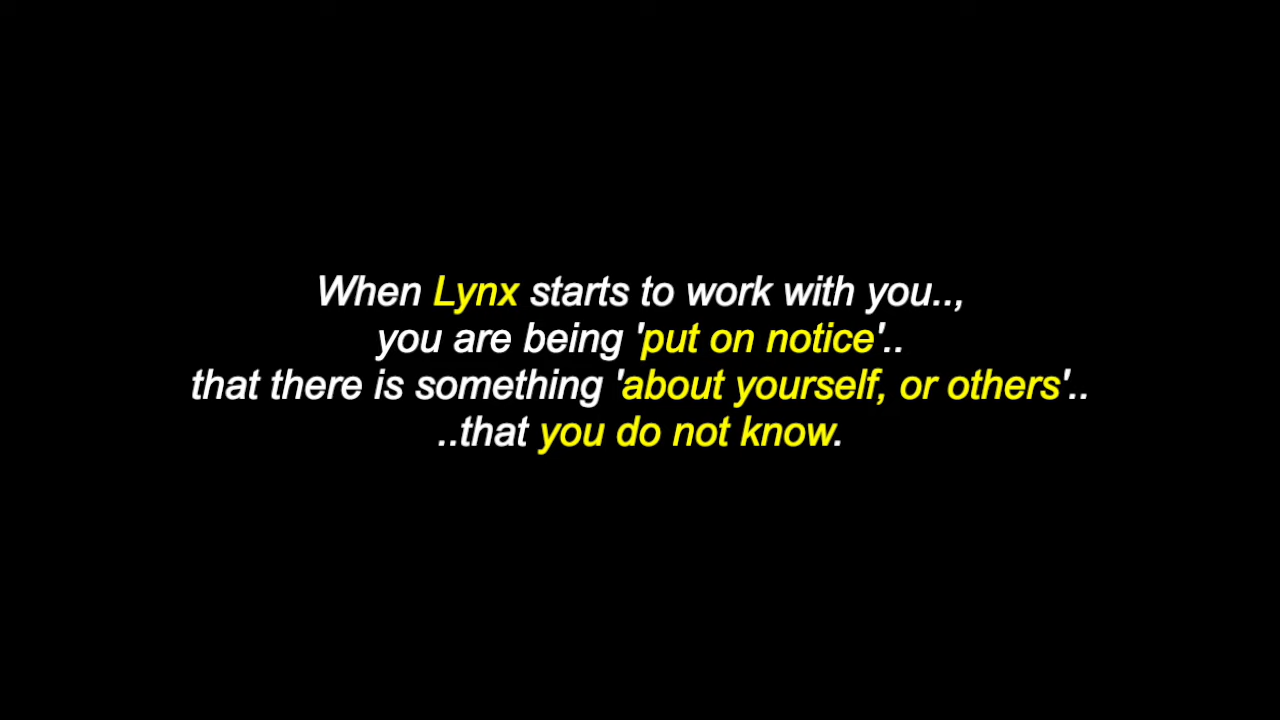 When Lynx starts to work with you..,
you are being 'put on notice'..
that there is something 'about yourself, or others'..
..that you do not know.